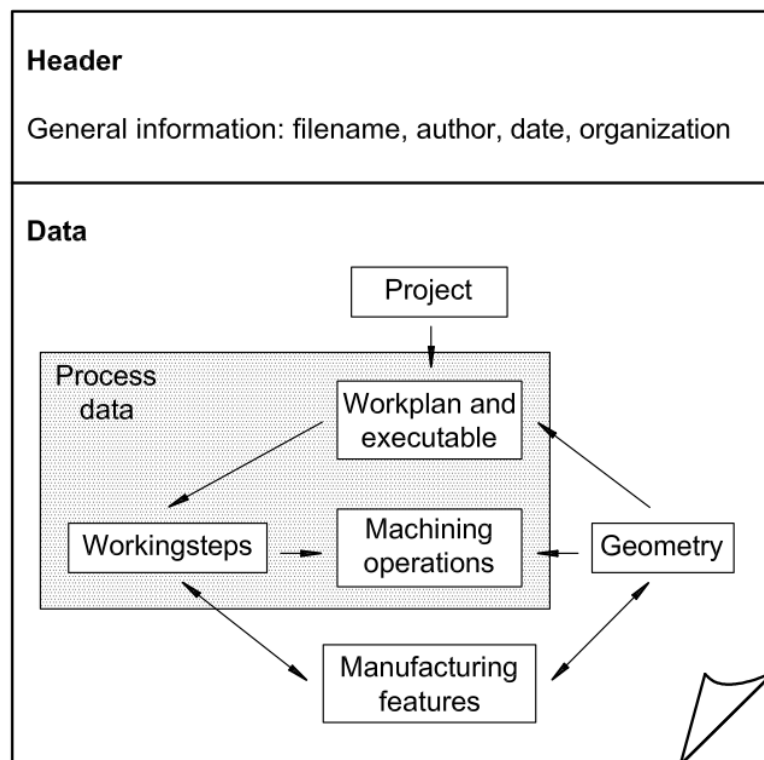 Header
General information: filename, author, date, organization
Data
Project
Process
data
Workplan and
executable
Workingsteps
Machining
operations
Geometry
Manufacturing
features